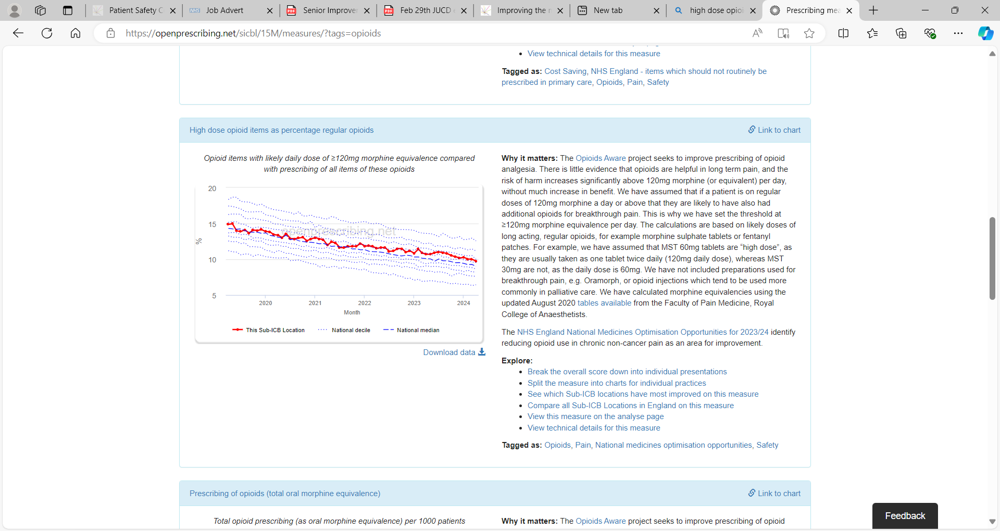 Patient Safety C
Job Advert
Senior Improve
Feb 29th JUCD
Improving the
New tab
high dose opio
Prescribing mea
https://openprescribing.net/sicbl/15M/measures/?tags=opioids
• View technical details for this measure
Tagged as: Cost Saving, NHS England - items which should not routinely be
prescribed in primary care, Opioids, Pain, Safety
High dose opioid items as percentage regular opioids
Link to chart
Opioid items with likely daily dose of ≥120mg morphine equivalence compared
with prescribing of all items of these opioids
20
15
10
5
%
openprescribing.net
2020 2021 2022 2023 2024
Month
This Sub-ICB Location National decile National median
Download data
Why it matters: The Opioids Aware project seeks to improve prescribing of opioid
analgesia. There is little evidence that opioids are helpful in long term pain, and the
risk of harm increases significantly above 120mg morphine (or equivalent) per day,
without much increase in benefit. We have assumed that if a patient is on regular
doses of 120mg morphine a day or above that they are likely to have also had
additional opioids for breakthrough pain. This is why we have set the threshold at
≥120mg morphine equivalence per day. The calculations are based on likely doses of
long acting, regular opioids, for example morphine sulphate tablets or fentanyl
patches. For example, we have assumed that MST 60mg tablets are “high dose”, as
they are usually taken as one tablet twice daily (120mg daily dose), whereas MST
30mg are not, as the daily dose is 60mg. We have not included preparations used for
breakthrough pain, e.g. Oramorph, or opioid injections which tend to be used more
commonly in palliative care. We have calculated morphine equivalencies using the
updated August 2020 tables available from the Faculty of Pain Medicine, Royal
College of Anaesthetists.
The NHS England National Medicines Optimisation Opportunities for 2023/24 identify
reducing opioid use in chronic non-cancer pain as an area for improvement.
Explore:
• Break the overall score down into individual presentations
• Split the measure into charts for individual practices
• See which Sub-ICB locations have most improved on this measure
• Compare all Sub-ICB Locations in England on this measure
• View this measure on the analyse page
• View technical details for this measure
Tagged as: Opioids, Pain, National medicines optimisation opportunities, Safety
Prescribing of opioids (total oral morphine equivalence)
Link to chart
Total opioid prescribing (as oral morphine equivalence) per 1000 patients
Why it matters: The Opioids Aware project seeks to improve prescribing of opioid
Feedback